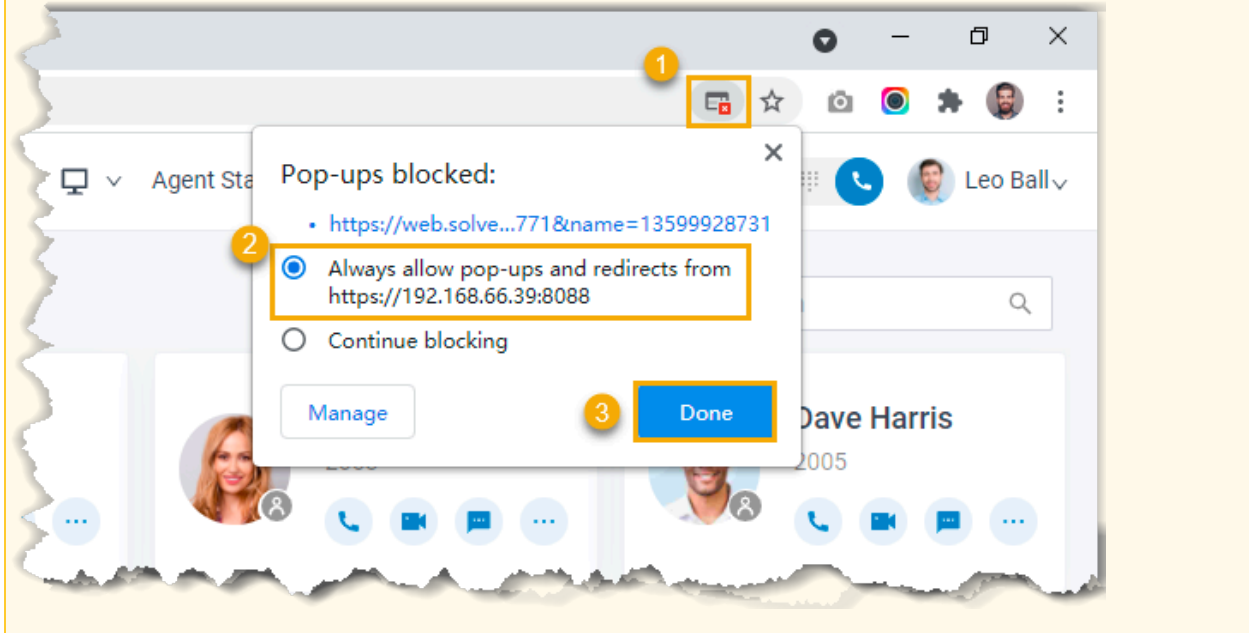 1
Agent Sta
Leo Ball
Pop-ups blocked:
• https://web.solve...771&name=13599928731
2
Always allow pop-ups and redirects from
https://192.168.66.39:8088
Continue blocking
Manage
3
Done
Dave Harris
2005